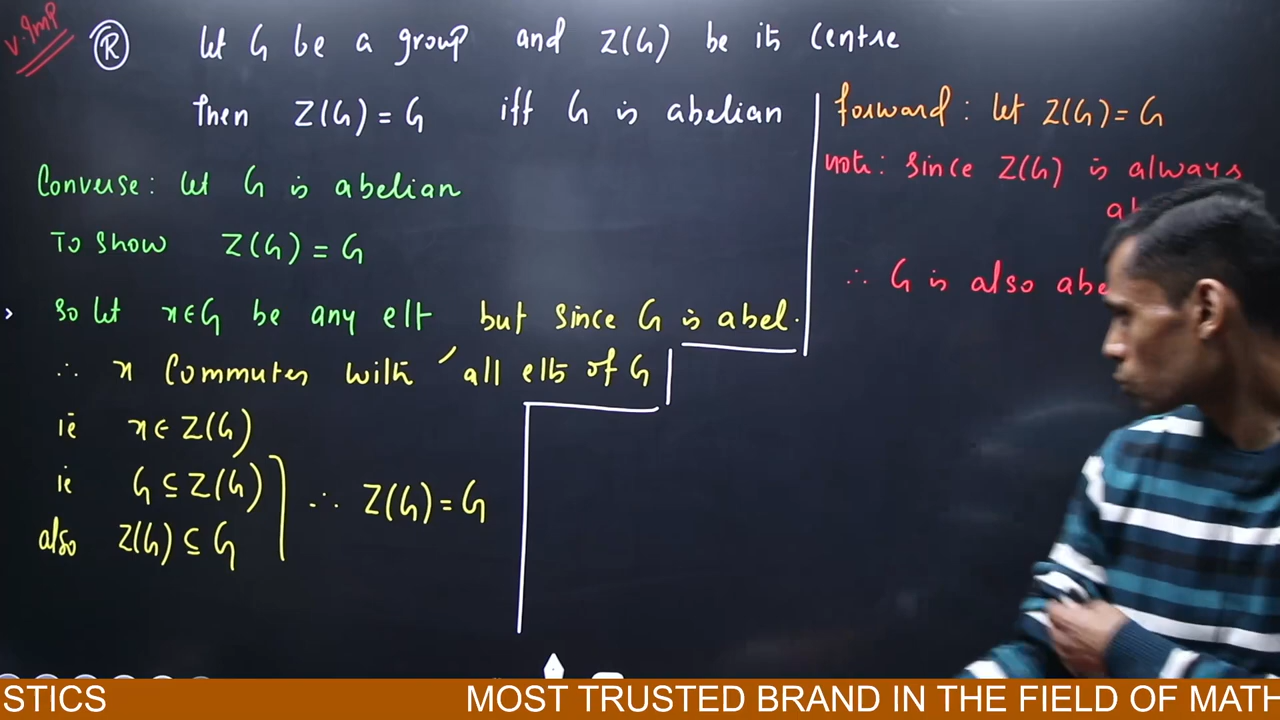 V.Imp
Ⓡ Let G be a group and Z(G) be its centre
Then Z(G) = G iff G is abelian
Converse: Let G is abelian
To show Z(G) = G
So let x∈G be any elt but since G is abel.
∴ x Commutes with all elts of G
ie x∈Z(G)
ie G ⊆ Z(G)
also Z(G) ⊆ G
∴ Z(G) = G
forward: let Z(G) = G
note: Since Z(G) is always
∴ G is also
STICS MOST TRUSTED BRAND IN THE FIELD OF MATH